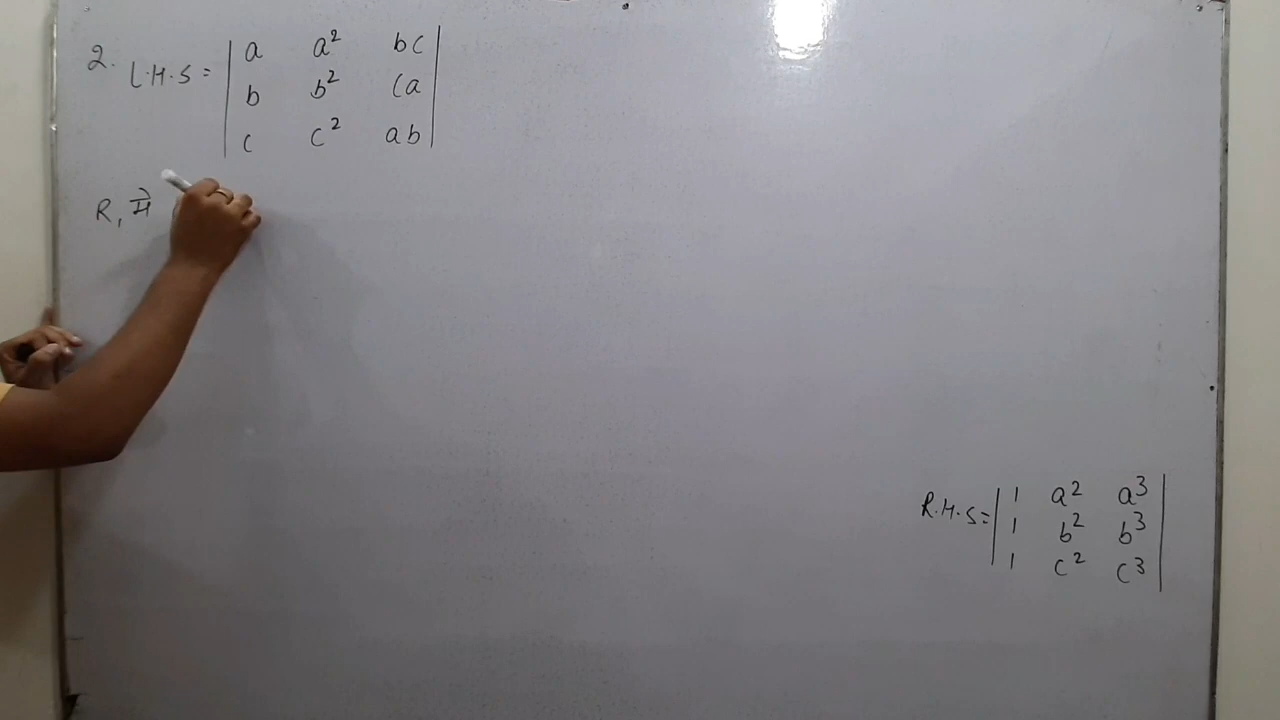 2. L.H.S = | a a² bc |
| b b² ca |
| c c² ab |
R₁ में
R.H.S = | 1 a² a³ |
| 1 b² b³ |
| 1 c² c³ |